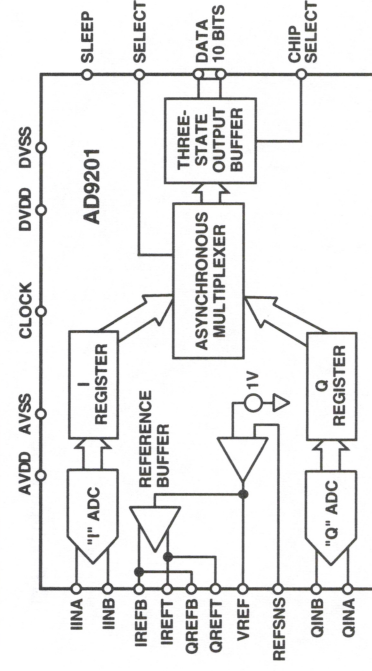 AVDD
AVSS
CLOCK
DVDD
DVSS
IINA
IINB
IREFB
IREFT
QREFB
QREFT
VREF
REFSNS
QINB
QINA
"I" ADC
I
REGISTER
REFERENCE
BUFFER
1V
"Q" ADC
Q
REGISTER
AD9201
ASYNCHRONOUS
MULTIPLEXER
THREE-
STATE
OUTPUT
BUFFER
SLEEP
SELECT
DATA
10 BITS
CHIP
SELECT